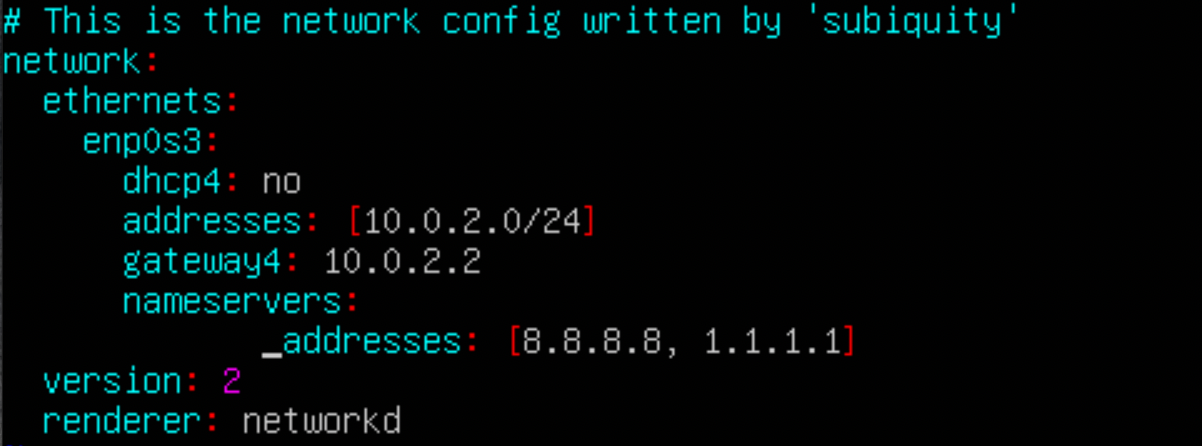 # This is the network config written by 'subiquity'
network:
  ethernets:
    enp0s3:
      dhcp4: no
      addresses: [10.0.2.0/24]
      gateway4: 10.0.2.2
      nameservers:
             _addresses: [8.8.8.8, 1.1.1.1]
  version: 2
  renderer: networkd